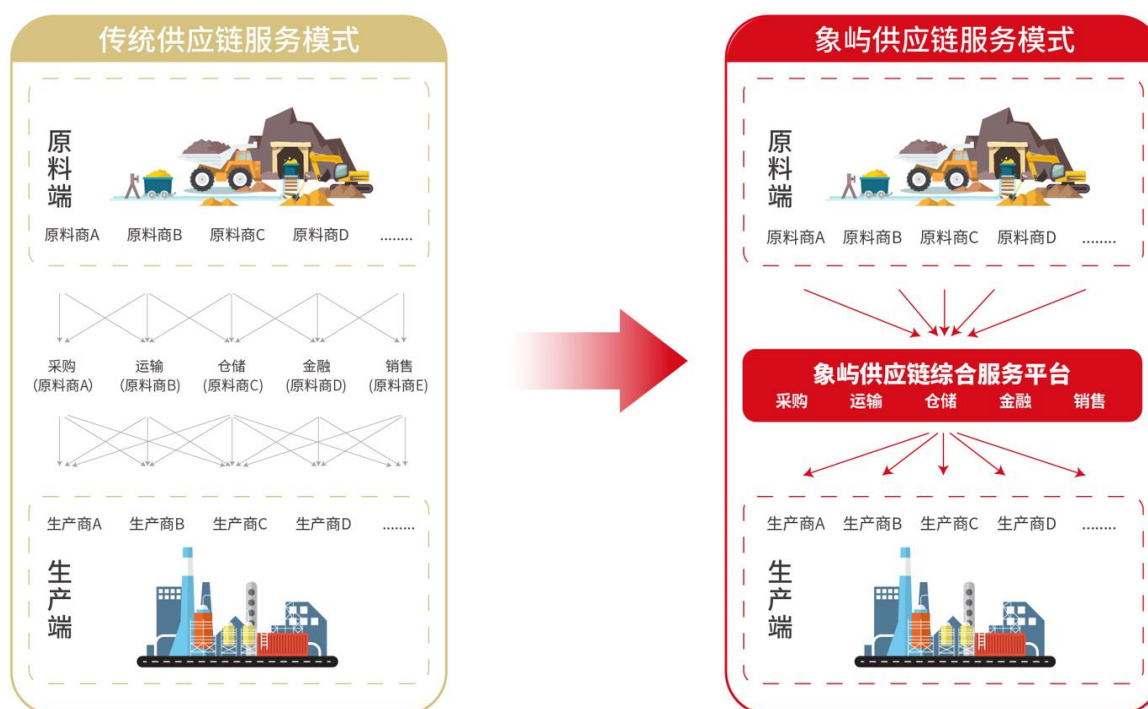 传统供应链服务模式
原料端
原料商A 原料商B 原料商C 原料商D ........
采购 运输 仓储 金融 销售
(原料商A) (原料商B) (原料商C) (原料商D) (原料商E)
生产商A 生产商B 生产商C 生产商D ........
生产端
象屿供应链服务模式
原料端
原料商A 原料商B 原料商C 原料商D ........
象屿供应链综合服务平台
采购 运输 仓储 金融 销售
生产商A 生产商B 生产商C 生产商D ........
生产端